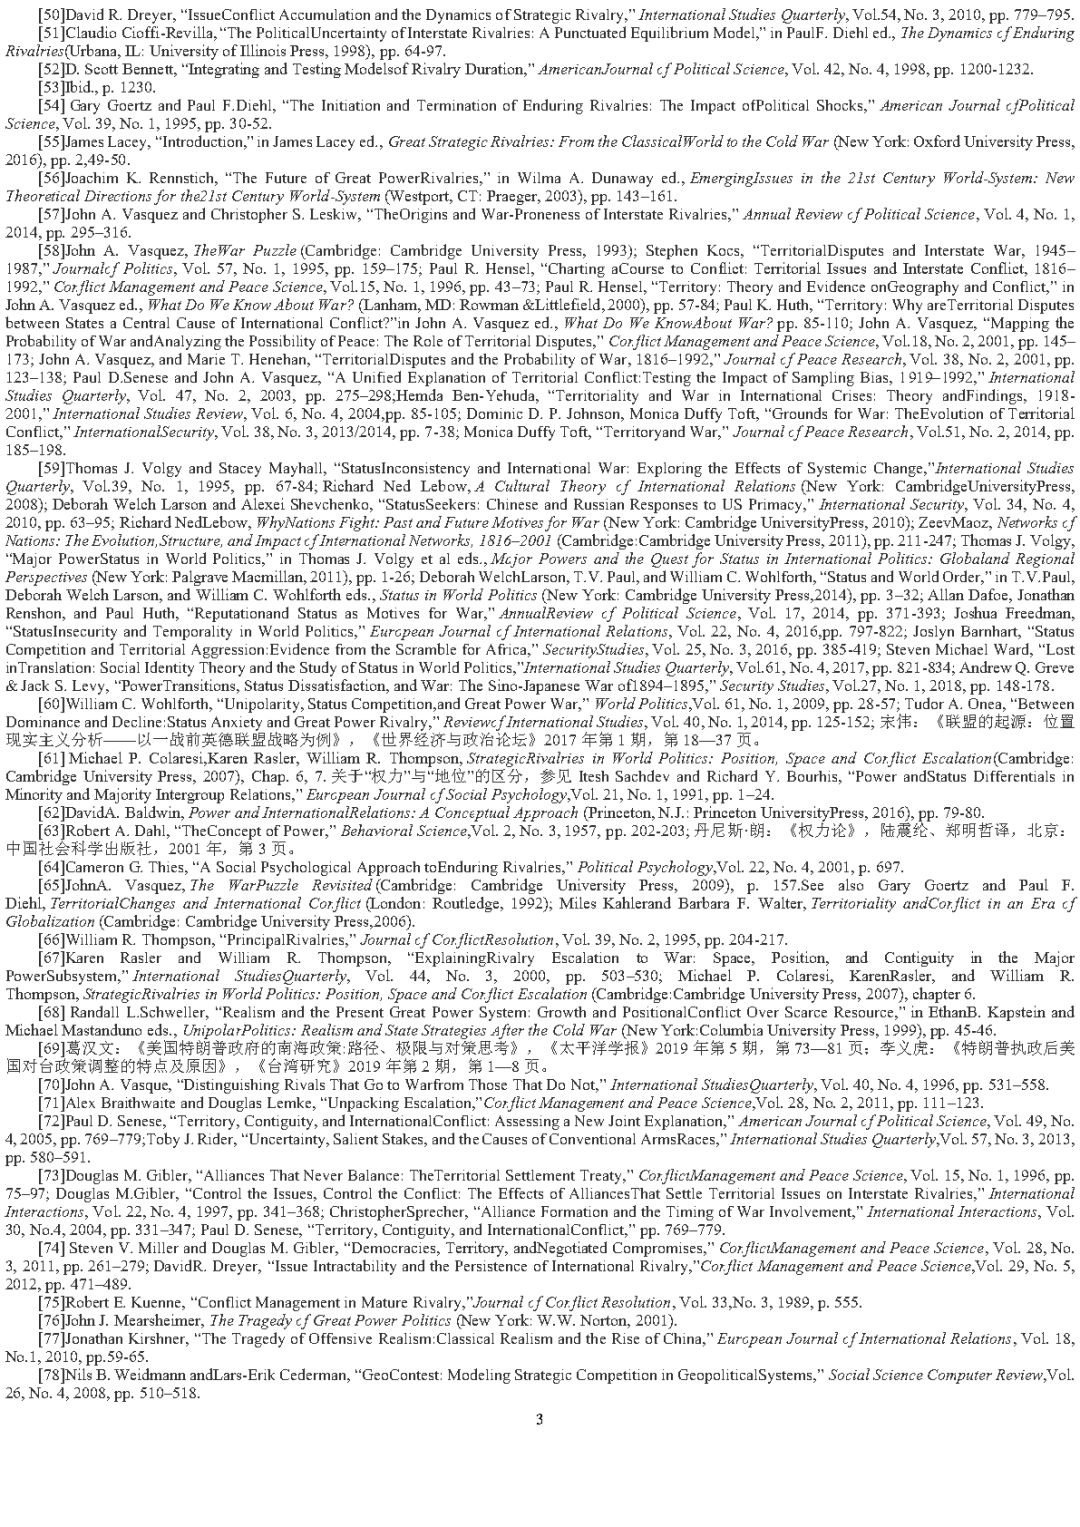 [50]David R. Dreyer, “IssueConflict Accumulation and the Dynamics of Strategic Rivalry,” International Studies Quarterly, Vol.54, No. 3, 2010, pp. 779–795.
[51]Claudio Cioffi-Revilla, “The PoliticalUncertainty of Interstate Rivalries: A Punctuated Equilibrium Model,” in PaulF. Diehl ed., The Dynamics of Enduring
Rivalries(Urbana, IL: University of Illinois Press, 1998), pp. 64-97.
[52]D. Scott Bennett, “Integrating and Testing Modelsof Rivalry Duration,” AmericanJournal of Political Science, Vol. 42, No. 4, 1998, pp. 1200-1232.
[53]Ibid., p. 1230.
[54] Gary Goertz and Paul F.Diehl, “The Initiation and Termination of Enduring Rivalries: The Impact ofPolitical Shocks,” American Journal ofPolitical
Science, Vol. 39, No. 1, 1995, pp. 30-52.
[55]James Lacey, “Introduction,” in James Lacey ed., Great Strategic Rivalries: From the ClassicalWorld to the Cold War (New York: Oxford University Press,
2016), pp. 2,49-50.
[56]Joachim K. Rennstich, “The Future of Great PowerRivalries,” in Wilma A. Dunaway ed., EmergingIssues in the 21st Century World-System: New
Theoretical Directions for the21st Century World-System (Westport, CT: Praeger, 2003), pp. 143–161.
[57]John A. Vasquez and Christopher S. Leskiw, “TheOrigins and War-Proneness of Interstate Rivalries,” Annual Review of Political Science, Vol. 4, No. 1,
2014, pp. 295–316.
[58]John A. Vasquez, TheWar Puzzle (Cambridge: Cambridge University Press, 1993); Stephen Kocs, “TerritorialDisputes and Interstate War, 1945–
1987,” Journalof Politics, Vol. 57, No. 1, 1995, pp. 159–175; Paul R. Hensel, “Charting aCourse to Conflict: Territorial Issues and Interstate Conflict, 1816–
1992,” Conflict Management and Peace Science, Vol.15, No. 1, 1996, pp. 43–73; Paul R. Hensel, “Territory: Theory and Evidence onGeography and Conflict,” in
John A. Vasquez ed., What Do We Know About War? (Lanham, MD: Rowman &Littlefield, 2000), pp. 57-84; Paul K. Huth, “Territory: Why areTerritorial Disputes
between States a Central Cause of International Conflict?”in John A. Vasquez ed., What Do We KnowAbout War? pp. 85-110; John A. Vasquez, “Mapping the
Probability of War andAnalyzing the Possibility of Peace: The Role of Territorial Disputes,” Conflict Management and Peace Science, Vol.18, No. 2, 2001, pp. 145–
173; John A. Vasquez, and Marie T. Henehan, “TerritorialDisputes and the Probability of War, 1816–1992,” Journal of Peace Research, Vol. 38, No. 2, 2001, pp.
123–138; Paul D.Senese and John A. Vasquez, “A Unified Explanation of Territorial Conflict:Testing the Impact of Sampling Bias, 1919–1992,” International
Studies Quarterly, Vol. 47, No. 2, 2003, pp. 275–298;Hemda Ben-Yehuda, “Territoriality and War in International Crises: Theory andFindings, 1918-
2001,” International Studies Review, Vol. 6, No. 4, 2004,pp. 85-105; Dominic D. P. Johnson, Monica Duffy Toft, “Grounds for War: TheEvolution of Territorial
Conflict,” InternationalSecurity, Vol. 38, No. 3, 2013/2014, pp. 7-38; Monica Duffy Toft, “Territoryand War,” Journal of Peace Research, Vol.51, No. 2, 2014, pp.
185–198.
[59]Thomas J. Volgy and Stacey Mayhall, “StatusInconsistency and International War: Exploring the Effects of Systemic Change,”International Studies
Quarterly, Vol.39, No. 1, 1995, pp. 67-84; Richard Ned Lebow, A Cultural Theory of International Relations (New York: CambridgeUniversityPress,
2008); Deborah Welch Larson and Alexei Shevchenko, “StatusSeekers: Chinese and Russian Responses to US Primacy,” International Security, Vol. 34, No. 4,
2010, pp. 63–95; Richard NedLebow, WhyNations Fight: Past and Future Motives for War (New York: Cambridge UniversityPress, 2010); ZeevMaoz, Networks of
Nations: The Evolution,Structure, and Impact of International Networks, 1816–2001 (Cambridge:Cambridge University Press, 2011), pp. 211-247; Thomas J. Volgy,
“Major PowerStatus in World Politics,” in Thomas J. Volgy et al eds., Major Powers and the Quest for Status in International Politics: Globaland Regional
Perspectives (New York: Palgrave Macmillan, 2011), pp. 1-26; Deborah WelchLarson, T.V. Paul, and William C. Wohlforth, “Status and World Order,” in T.V.Paul,
Deborah Welch Larson, and William C. Wohlforth eds., Status in World Politics (New York: Cambridge University Press,2014), pp. 3–32; Allan Dafoe, Jonathan
Renshon, and Paul Huth, “Reputationand Status as Motives for War,” AnnualReview of Political Science, Vol. 17, 2014, pp. 371-393; Joshua Freedman,
“StatusInsecurity and Temporality in World Politics,” European Journal of International Relations, Vol. 22, No. 4, 2016,pp. 797-822; Joslyn Barnhart, “Status
Competition and Territorial Aggression:Evidence from the Scramble for Africa,” SecurityStudies, Vol. 25, No. 3, 2016, pp. 385-419; Steven Michael Ward, “Lost
inTranslation: Social Identity Theory and the Study of Status in World Politics,”International Studies Quarterly, Vol.61, No. 4, 2017, pp. 821-834; Andrew Q. Greve
& Jack S. Levy, “PowerTransitions, Status Dissatisfaction, and War: The Sino-Japanese War of1894–1895,” Security Studies, Vol.27, No. 1, 2018, pp. 148-178.
[60]William C. Wohlforth, “Unipolarity, Status Competition,and Great Power War,” World Politics,Vol. 61, No. 1, 2009, pp. 28-57; Tudor A. Onea, “Between
Dominance and Decline:Status Anxiety and Great Power Rivalry,” Reviewof International Studies, Vol. 40, No. 1, 2014, pp. 125-152; 宋伟：《联盟的起源：位置
现实主义分析——以一战前英德联盟战略为例》，《世界经济与政治论坛》2017 年第 1 期，第 18—37 页。
[61] Michael P. Colaresi,Karen Rasler, William R. Thompson, StrategicRivalries in World Politics: Position, Space and Conflict Escalation(Cambridge:
Cambridge University Press, 2007), Chap. 6, 7. 关于“权力”与“地位”的区分，参见 Itesh Sachdev and Richard Y. Bourhis, “Power andStatus Differentials in
Minority and Majority Intergroup Relations,” European Journal of Social Psychology,Vol. 21, No. 1, 1991, pp. 1–24.
[62]DavidA. Baldwin, Power and InternationalRelations: A Conceptual Approach (Princeton, N.J.: Princeton UniversityPress, 2016), pp. 79-80.
[63]Robert A. Dahl, “TheConcept of Power,” Behavioral Science,Vol. 2, No. 3, 1957, pp. 202-203; 丹尼斯·朗：《权力论》，陆震纶、郑明哲译，北京：
中国社会科学出版社，2001 年，第 3 页。
[64]Cameron G. Thies, “A Social Psychological Approach toEnduring Rivalries,” Political Psychology,Vol. 22, No. 4, 2001, p. 697.
[65]JohnA. Vasquez, The WarPuzzle Revisited (Cambridge: Cambridge University Press, 2009), p. 157.See also Gary Goertz and Paul F.
Diehl, TerritorialChanges and International Conflict (London: Routledge, 1992); Miles Kahlerand Barbara F. Walter, Territoriality andConflict in an Era of
Globalization (Cambridge: Cambridge University Press,2006).
[66]William R. Thompson, “PrincipalRivalries,” Journal of ConflictResolution, Vol. 39, No. 2, 1995, pp. 204-217.
[67]Karen Rasler and William R. Thompson, “ExplainingRivalry Escalation to War: Space, Position, and Contiguity in the Major
PowerSubsystem,” International StudiesQuarterly, Vol. 44, No. 3, 2000, pp. 503–530; Michael P. Colaresi, KarenRasler, and William R.
Thompson, StrategicRivalries in World Politics: Position, Space and Conflict Escalation (Cambridge:Cambridge University Press, 2007), chapter 6.
[68] Randall L.Schweller, “Realism and the Present Great Power System: Growth and PositionalConflict Over Scarce Resource,” in EthanB. Kapstein and
Michael Mastanduno eds., UnipolarPolitics: Realism and State Strategies After the Cold War (New York:Columbia University Press, 1999), pp. 45-46.
[69]葛汉文：《美国特朗普政府的南海政策:路径、极限与对策思考》，《太平洋学报》2019 年第 5 期，第 73—81 页；李义虎：《特朗普执政后美
国对台政策调整的特点及原因》，《台湾研究》2019 年第 2 期，第 1—8 页。
[70]John A. Vasque, “Distinguishing Rivals That Go to Warfrom Those That Do Not,” International StudiesQuarterly, Vol. 40, No. 4, 1996, pp. 531–558.
[71]Alex Braithwaite and Douglas Lemke, “Unpacking Escalation,”Conflict Management and Peace Science,Vol. 28, No. 2, 2011, pp. 111–123.
[72]Paul D. Senese, “Territory, Contiguity, and InternationalConflict: Assessing a New Joint Explanation,” American Journal of Political Science, Vol. 49, No.
4, 2005, pp. 769–779;Toby J. Rider, “Uncertainty, Salient Stakes, and the Causes of Conventional ArmsRaces,” International Studies Quarterly,Vol. 57, No. 3, 2013,
pp. 580–591.
[73]Douglas M. Gibler, “Alliances That Never Balance: TheTerritorial Settlement Treaty,” ConflictManagement and Peace Science, Vol. 15, No. 1, 1996, pp.
75–97; Douglas M.Gibler, “Control the Issues, Control the Conflict: The Effects of AlliancesThat Settle Territorial Issues on Interstate Rivalries,” International
Interactions, Vol. 22, No. 4, 1997, pp. 341–368; ChristopherSprecher, “Alliance Formation and the Timing of War Involvement,” International Interactions, Vol.
30, No.4, 2004, pp. 331–347; Paul D. Senese, “Territory, Contiguity, and InternationalConflict,” pp. 769–779.
[74] Steven V. Miller and Douglas M. Gibler, “Democracies, Territory, andNegotiated Compromises,” ConflictManagement and Peace Science, Vol. 28, No.
3, 2011, pp. 261–279; DavidR. Dreyer, “Issue Intractability and the Persistence of International Rivalry,”Conflict Management and Peace Science,Vol. 29, No. 5,
2012, pp. 471–489.
[75]Robert E. Kuenne, “Conflict Management in Mature Rivalry,”Journal of Conflict Resolution, Vol. 33,No. 3, 1989, p. 555.
[76]John J. Mearsheimer, The Tragedy of Great Power Politics (New York: W.W. Norton, 2001).
[77]Jonathan Kirshner, “The Tragedy of Offensive Realism:Classical Realism and the Rise of China,” European Journal of International Relations, Vol. 18,
No.1, 2010, pp.59-65.
[78]Nils B. Weidmann andLars-Erik Cederman, “GeoContest: Modeling Strategic Competition in GeopoliticalSystems,” Social Science Computer Review,Vol.
26, No. 4, 2008, pp. 510–518.
3